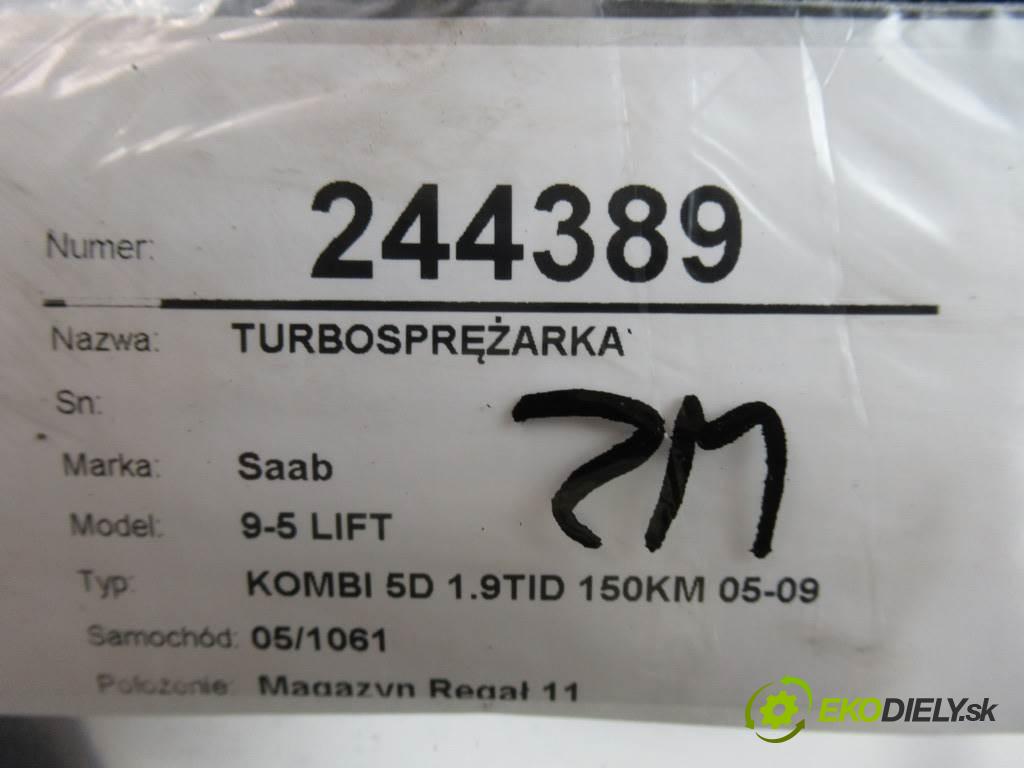 Numer: 244389
Nazwa: TURBOSPRĘŻARKA
Sn:
ZM
Marka: Saab
Model: 9-5 LIFT
Typ: KOMBI 5D 1.9TID 150KM 05-09
Samochód: 05/1061
Położenie: Magazyn Regał 11
EKODIELY.sk